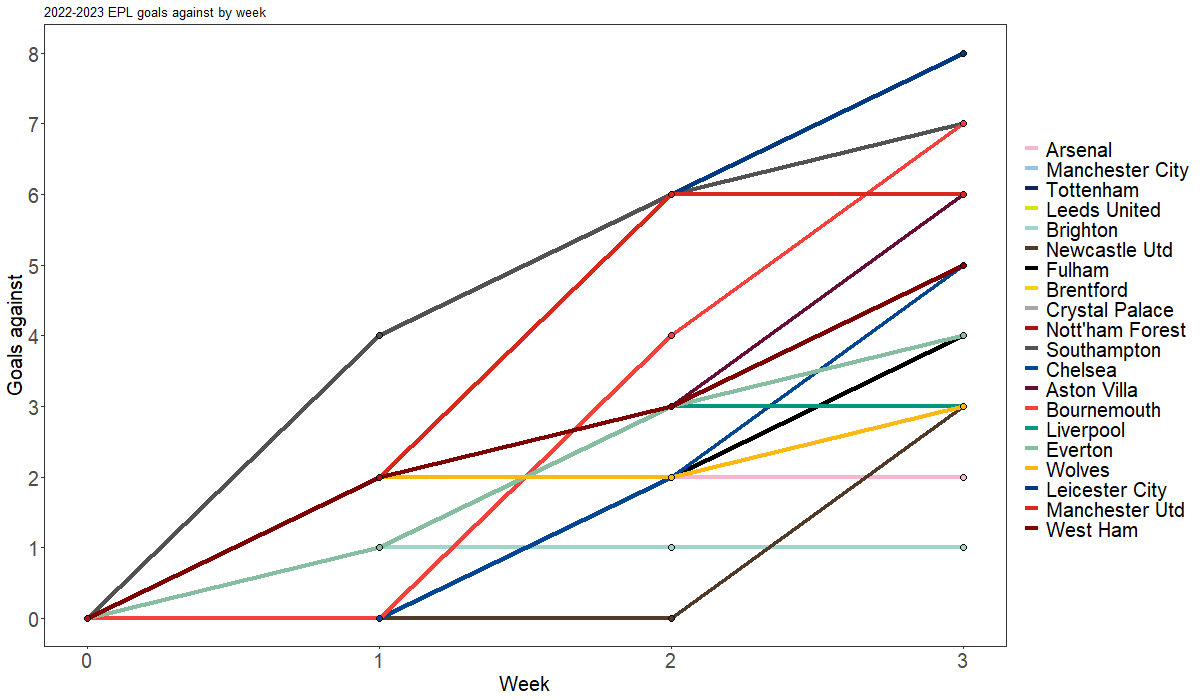 2022-2023 EPL goals against by week
Goals against
8
7
6
5
4
3
2
1
0
0 1 2 3
Week
Arsenal
Manchester City
Tottenham
Leeds United
Brighton
Newcastle Utd
Fulham
Brentford
Crystal Palace
Nott'ham Forest
Southampton
Chelsea
Aston Villa
Bournemouth
Liverpool
Everton
Wolves
Leicester City
Manchester Utd
West Ham